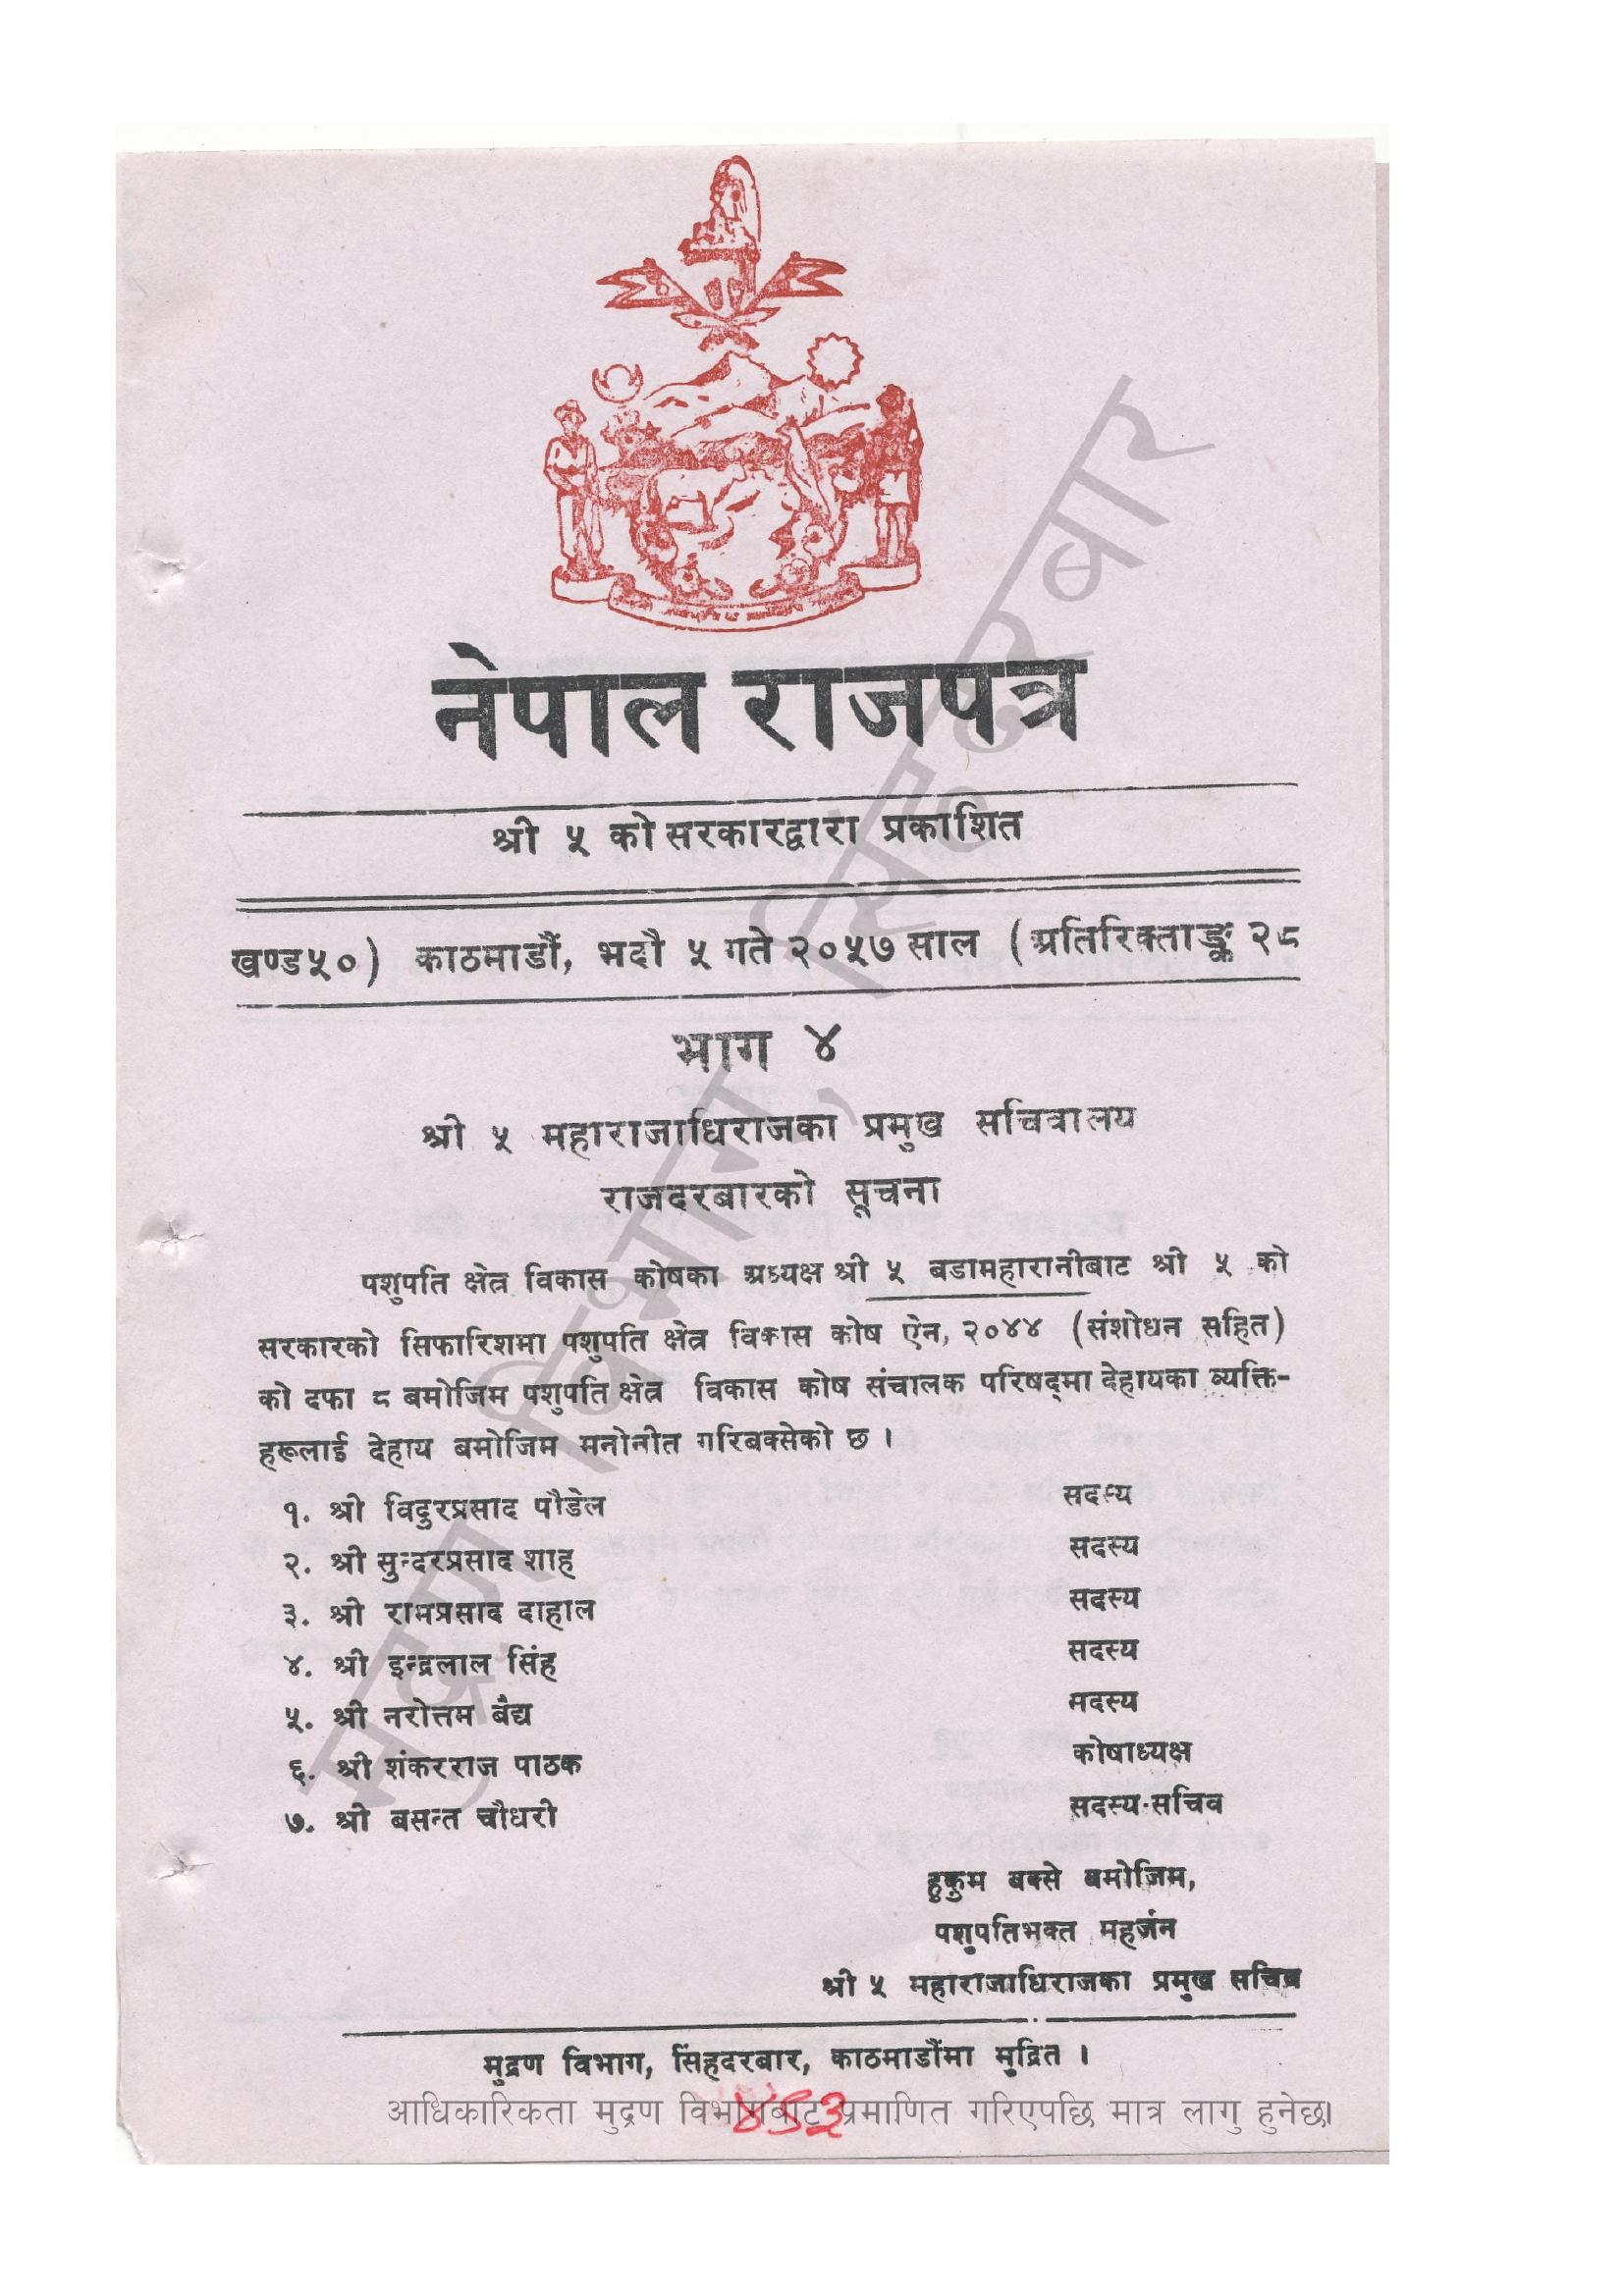 नेपाल राजपत्र
श्री ५ को सरकारद्वारा प्रकाशित
खण्ड ५०) काठमाडौं, भदौ ५ गते २०५७ साल (अतिरिक्ताङ्क २८
भाग ४
श्री ५ महाराजाधिराजका प्रमुख सचिवालय
राजदरबारको सूचना
पशुपति क्षेत्र विकास कोषका अध्यक्ष श्री ५ बडामहारानीबाट श्री ५ को
सरकारको सिफारिशमा पशुपति क्षेत्र विकास कोष ऐन, २०४४ (संशोधन सहित)
को दफा ८ बमोजिम पशुपति क्षेत्र विकास कोष संचालक परिषद्मा देहायका व्यक्ति-
हरूलाई देहाय बमोजिम मनोनीत गरिबक्सेको छ ।
१. श्री विदुरप्रसाद पौडेल सदस्य
२. श्री सुन्दरप्रसाद शाह सदस्य
३. श्री रामप्रसाद दाहाल सदस्य
४. श्री इन्द्रलाल सिंह सदस्य
५. श्री नरोत्तम बैद्य सदस्य
६. श्री शंकरराज पाठक कोषाध्यक्ष
७. श्री बसन्त चौधरी सदस्य-सचिव
हुकुम बक्से बमोजिम,
पशुपतिभक्त महर्जन
श्री ५ महाराजाधिराजका प्रमुख सचिव
मुद्रण विभाग, सिंहदरबार, काठमाडौंमा मुद्रित ।
आधिकारिकता मुद्रण विभागबाट प्रमाणित गरिएपछि मात्र लागु हुनेछ।
मुद्रण विभाग, सिंहदरबार